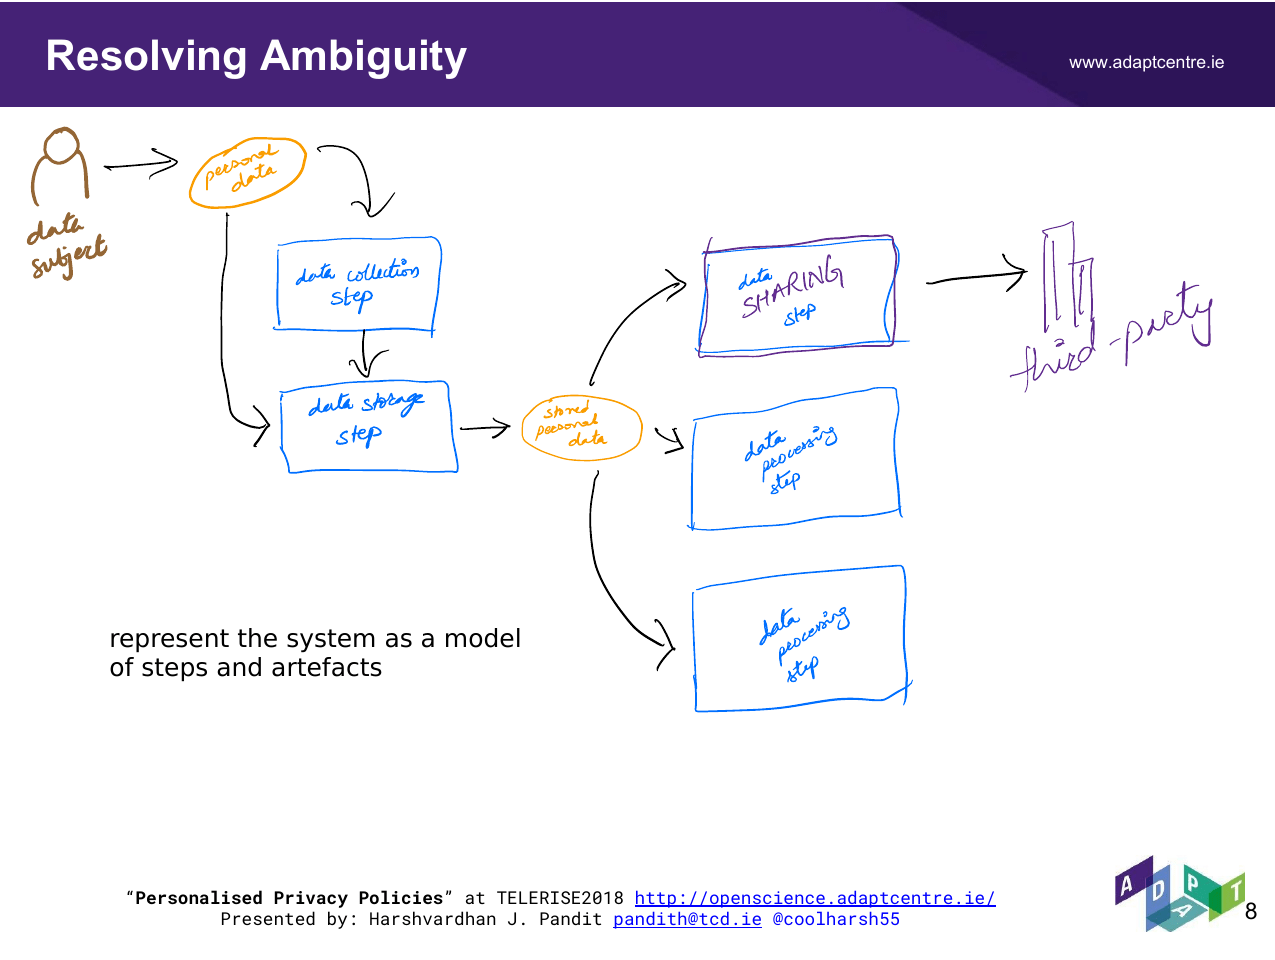 Resolving Ambiguity
www.adaptcentre.ie
personal
data
data
subject
data collection
step
data
SHARING
step
third-party
data storage
step
stored
personal
data
data
processing
step
data
processing
step
represent the system as a model
of steps and artefacts
“Personalised Privacy Policies” at TELERISE2018 http://openscience.adaptcentre.ie/
Presented by: Harshvardhan J. Pandit pandith@tcd.ie @coolharsh55
ADAPT
8